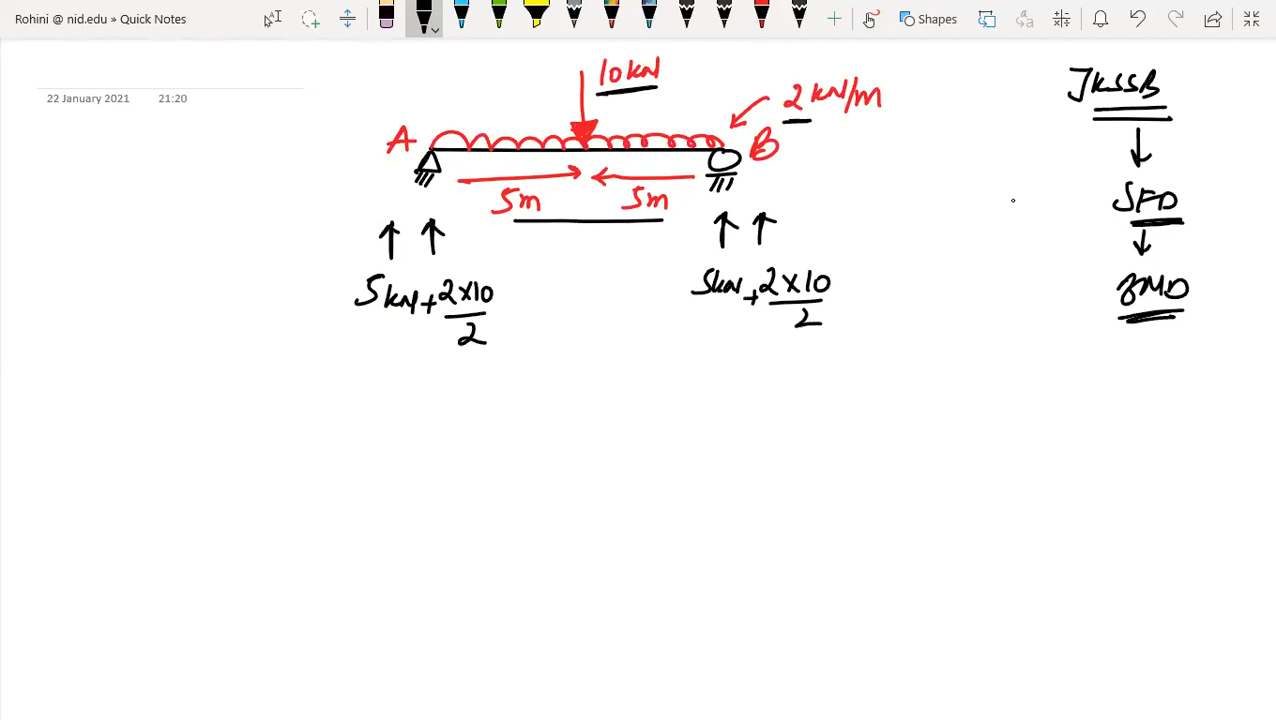 Rohini @ nid.edu » Quick Notes
Shapes
22 January 2021 21:20
10kN
2 kN/m
A
B
5m 5m
5kN+2×10/2
5kN+2×10/2
JKSSB
SFD
BMD